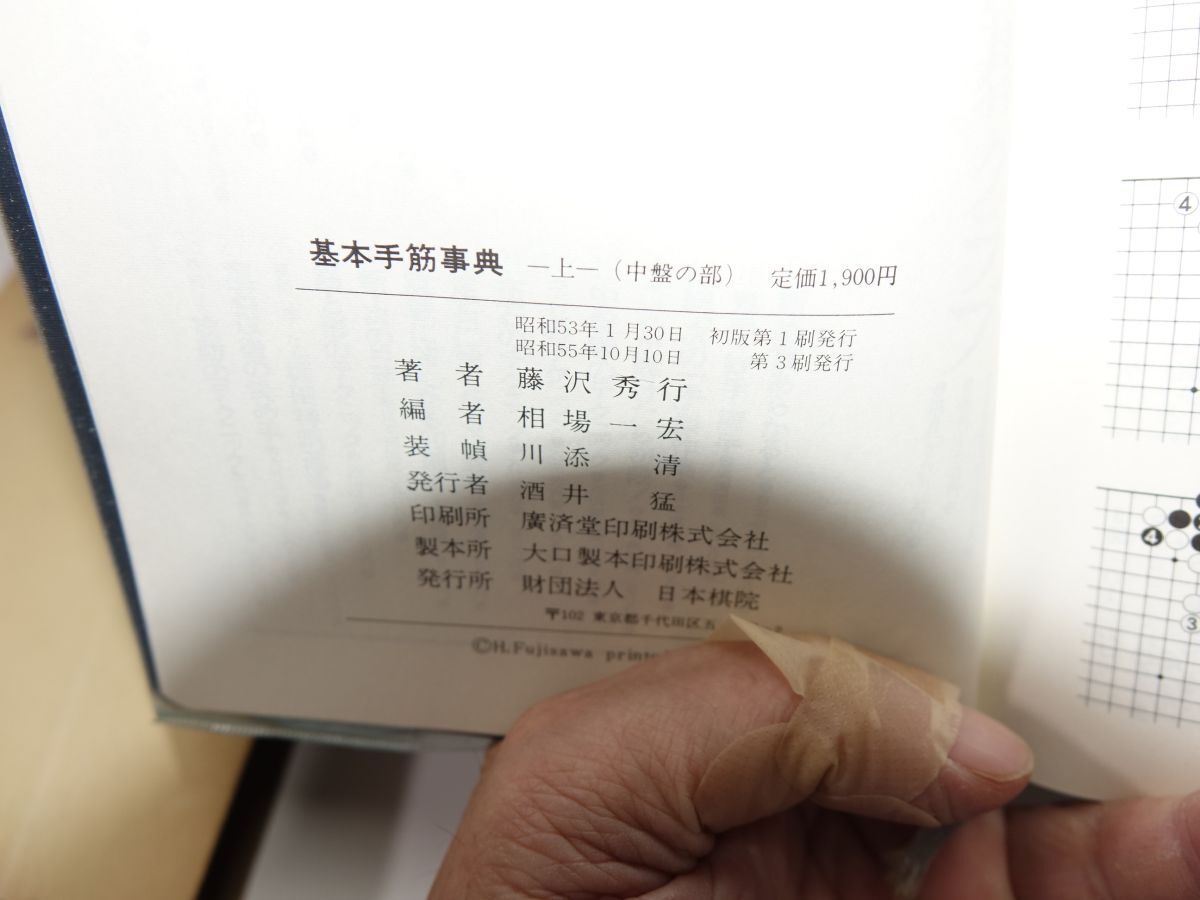 基本手筋事典 ―上―（中盤の部） 定価1,900円
昭和53年1月30日 初版第1刷発行
昭和55年10月10日 第3刷発行
著者 藤沢秀行
編者 相場一宏
装幀 川添清
発行者 酒井猛
印刷所 廣済堂印刷株式会社
製本所 大口製本印刷株式会社
発行所 財団法人 日本棋院
〒102 東京都千代田区五
©H.Fujisawa
4
4
3